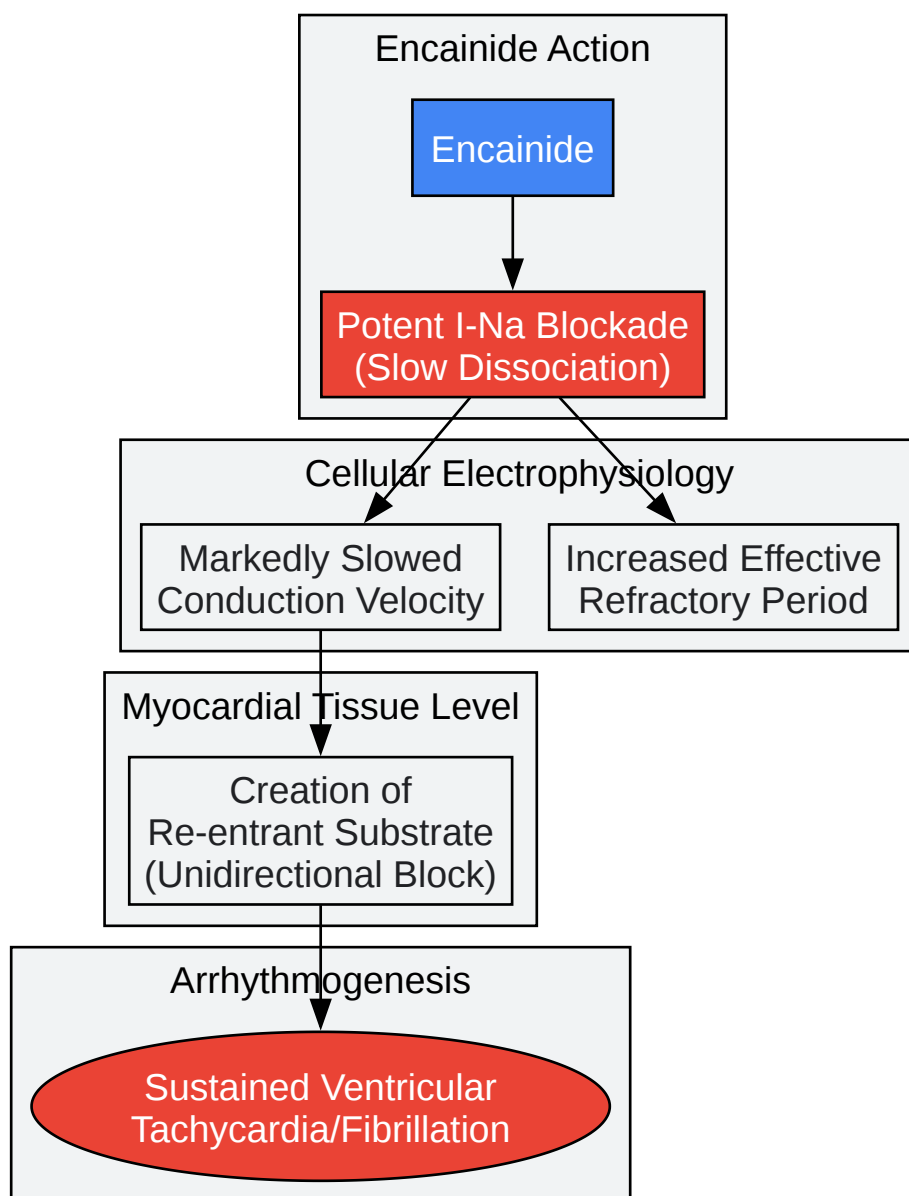 Encainide Action
Encainide
Potent I-Na Blockade
(Slow Dissociation)
Cellular Electrophysiology
Markedly Slowed
Conduction Velocity
Increased Effective
Refractory Period
Myocardial Tissue Level
Creation of
Re-entrant Substrate
(Unidirectional Block)
Arrhythmogenesis
Sustained Ventricular
Tachycardia/Fibrillation